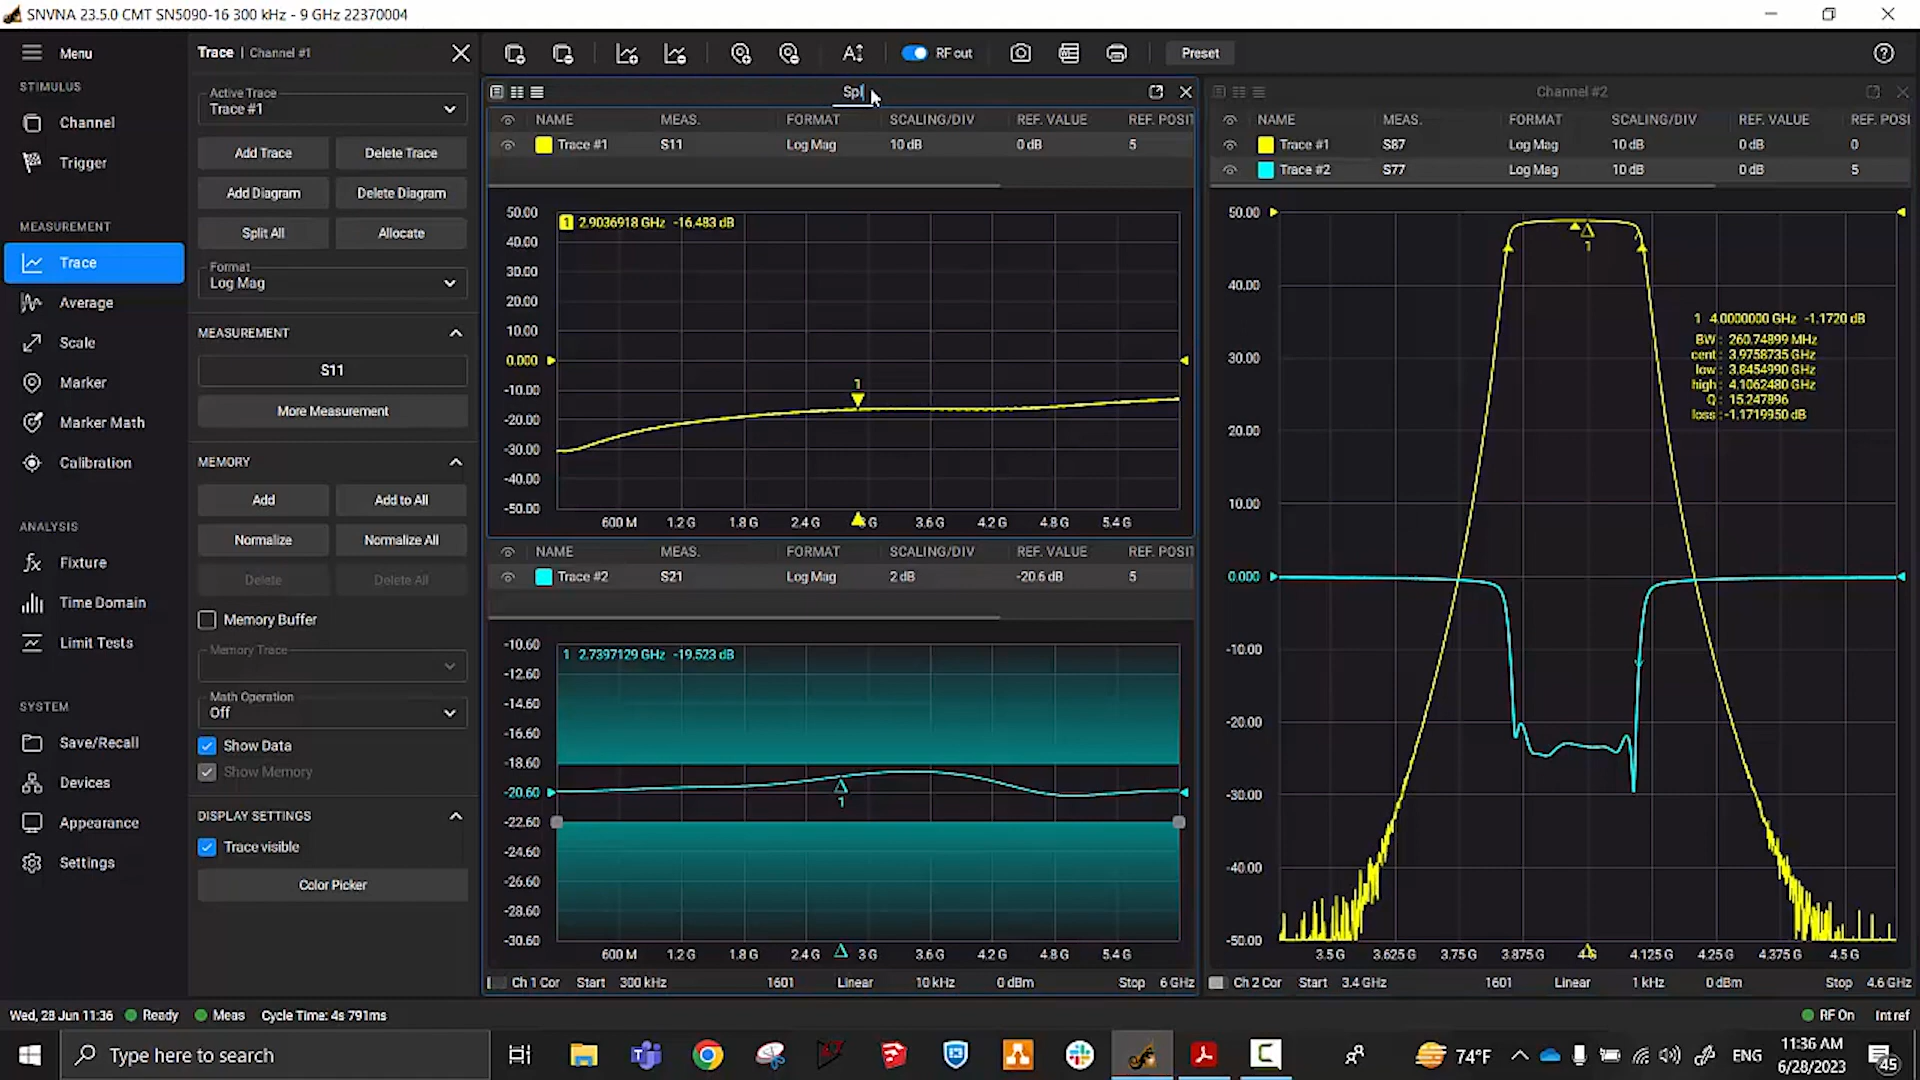 SNVNA 23.5.0 CMT SN5090-16 300 kHz - 9 GHz 22370004
Menu
STIMULUS
Channel
Trigger
MEASUREMENT
Trace
Average
Scale
Marker
Marker Math
Calibration
ANALYSIS
Fixture
Time Domain
Limit Tests
SYSTEM
Save/Recall
Devices
Appearance
Settings
Trace | Channel #1
Active Trace
Trace #1
Add Trace Delete Trace
Add Diagram Delete Diagram
Split All Allocate
Format
Log Mag
MEASUREMENT
S11
More Measurement
MEMORY
Add Add to All
Normalize Normalize All
Delete Delete All
Memory Buffer
Memory Trace
Math Operation
Off
Show Data
Show Memory
DISPLAY SETTINGS
Trace visible
Color Picker
RF out Preset
Spl
NAME MEAS. FORMAT SCALING/DIV REF. VALUE REF. POSIT
Trace #1 S11 Log Mag 10 dB 0 dB 5
1 2.9036918 GHz -16.483 dB
50.00
40.00
30.00
20.00
10.00
0.000
-10.00
-20.00
-30.00
-40.00
-50.00
1
600 M 1.2 G 1.8 G 2.4 G 3 G 3.6 G 4.2 G 4.8 G 5.4 G
NAME MEAS. FORMAT SCALING/DIV REF. VALUE REF. POSIT
Trace #2 S21 Log Mag 2 dB -20.6 dB 5
1 2.7397129 GHz -19.523 dB
-10.60
-12.60
-14.60
-16.60
-18.60
-20.60
-22.60
-24.60
-26.60
-28.60
-30.60
1
600 M 1.2 G 1.8 G 2.4 G 3 G 3.6 G 4.2 G 4.8 G 5.4 G
Ch 1 Cor Start 300 kHz 1601 Linear 10 kHz 0 dBm Stop 6 GHz
Channel #2
NAME MEAS. FORMAT SCALING/DIV REF. VALUE REF. POSI
Trace #1 S87 Log Mag 10 dB 0 dB 0
Trace #2 S77 Log Mag 10 dB 0 dB 5
50.00
40.00
30.00
20.00
10.00
0.000
-10.00
-20.00
-30.00
-40.00
-50.00
1
1 4.0000000 GHz -1.1720 dB
BW : 260.74899 MHz
cent : 3.9758735 GHz
low : 3.8454990 GHz
high : 4.1062480 GHz
Q : 15.247896
loss : -1.1719950 dB
3.5 G 3.625 G 3.75 G 3.875 G 4 G 4.125 G 4.25 G 4.375 G 4.5 G
Ch 2 Cor Start 3.4 GHz 1601 Linear 1 kHz 0 dBm Stop 4.6 GHz
Wed, 28 Jun 11:36 Ready Meas Cycle Time: 4s 791ms RF On Int ref
Type here to search
74°F
ENG
11:36 AM
6/28/2023
45